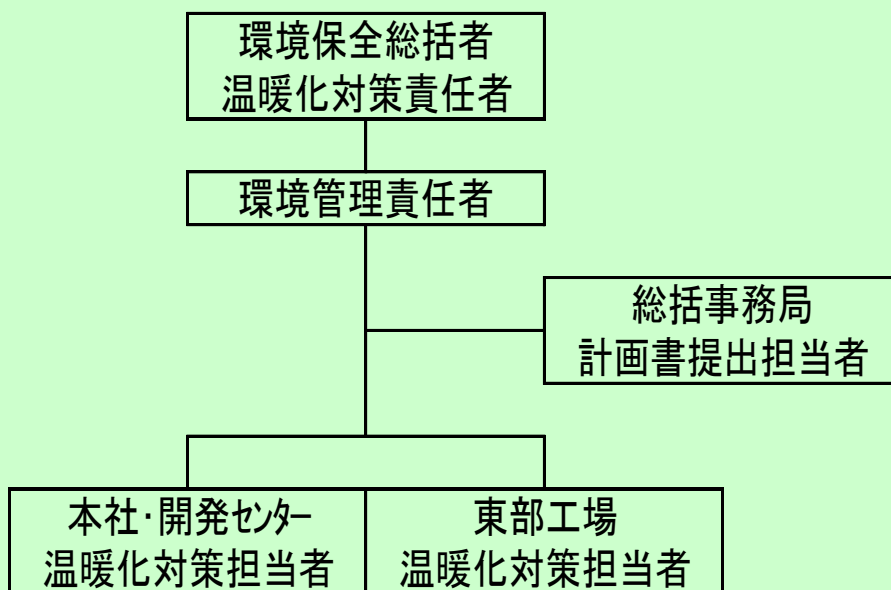 環境保全総括者
温暖化対策責任者
環境管理責任者
総括事務局
計画書提出担当者
本社･開発ｾﾝﾀｰ
温暖化対策担当者
東部工場
温暖化対策担当者